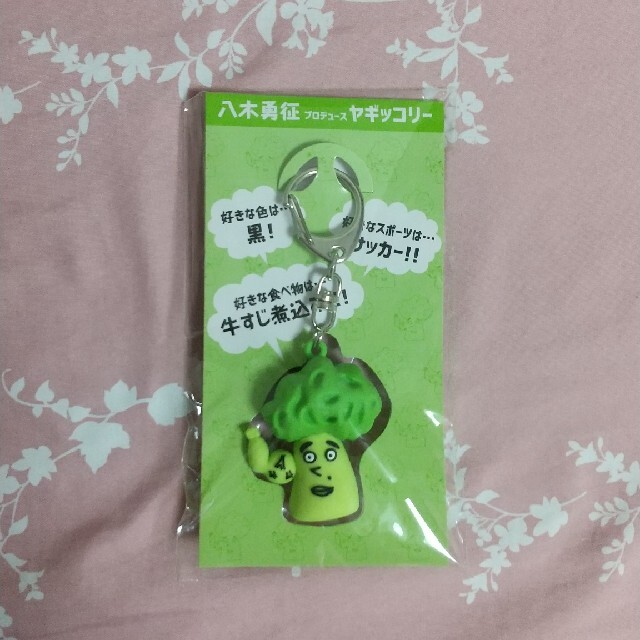 八木勇征 プロデュース ヤギッコリー
好きな色は…
黒!
なスポーツは…
サッカー!!
好きな食べ物は…
牛すじ煮込